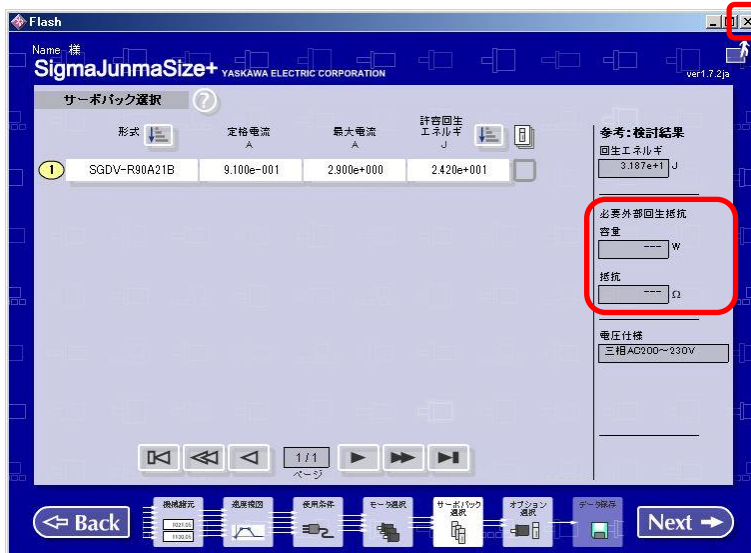 Flash
Name 様
SigmaJunmaSize+ YASKAWA ELECTRIC CORPORATION
ver1.7.2ja
サーボパック選択 ?
形式
定格電流
A
最大電流
A
許容回生
エネルギ
J
1 SGDV-R90A21B 9.100e-001 2.900e+000 2.420e+001
参考:検討結果
回生エネルギ
3.187e+1 J
必要外部回生抵抗
容量
--- W
抵抗
--- Ω
電圧仕様
三相AC200~230V
1/1
ページ
Back
機械諸元
速度線図
使用条件
モータ選択
サーボパック
選択
オプション
選択
データ保存
Next